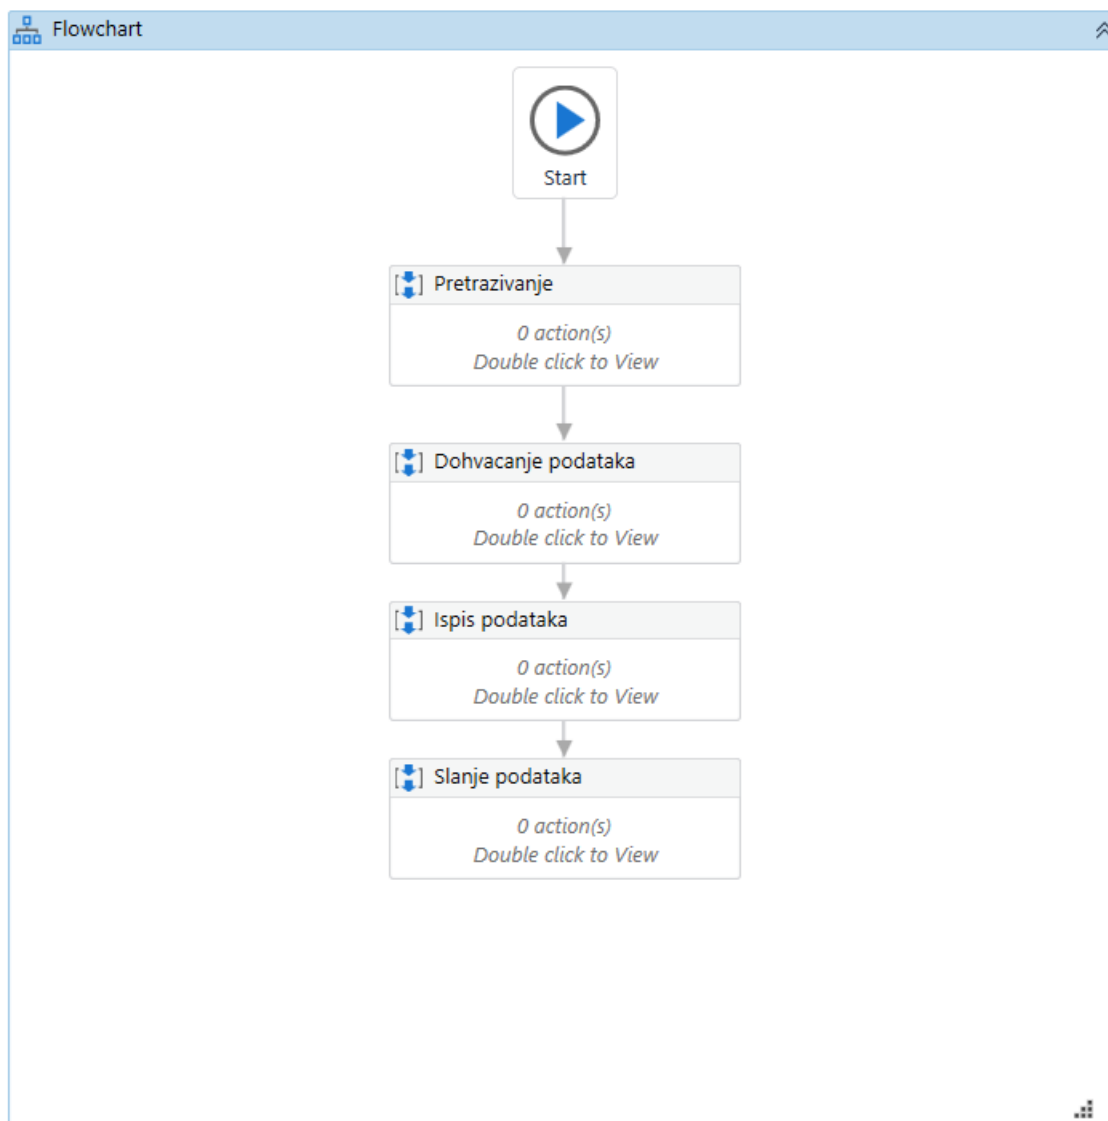 Flowchart
Start
Pretrazivanje
0 action(s)
Double click to View
Dohvacanje podataka
0 action(s)
Double click to View
Ispis podataka
0 action(s)
Double click to View
Slanje podataka
0 action(s)
Double click to View